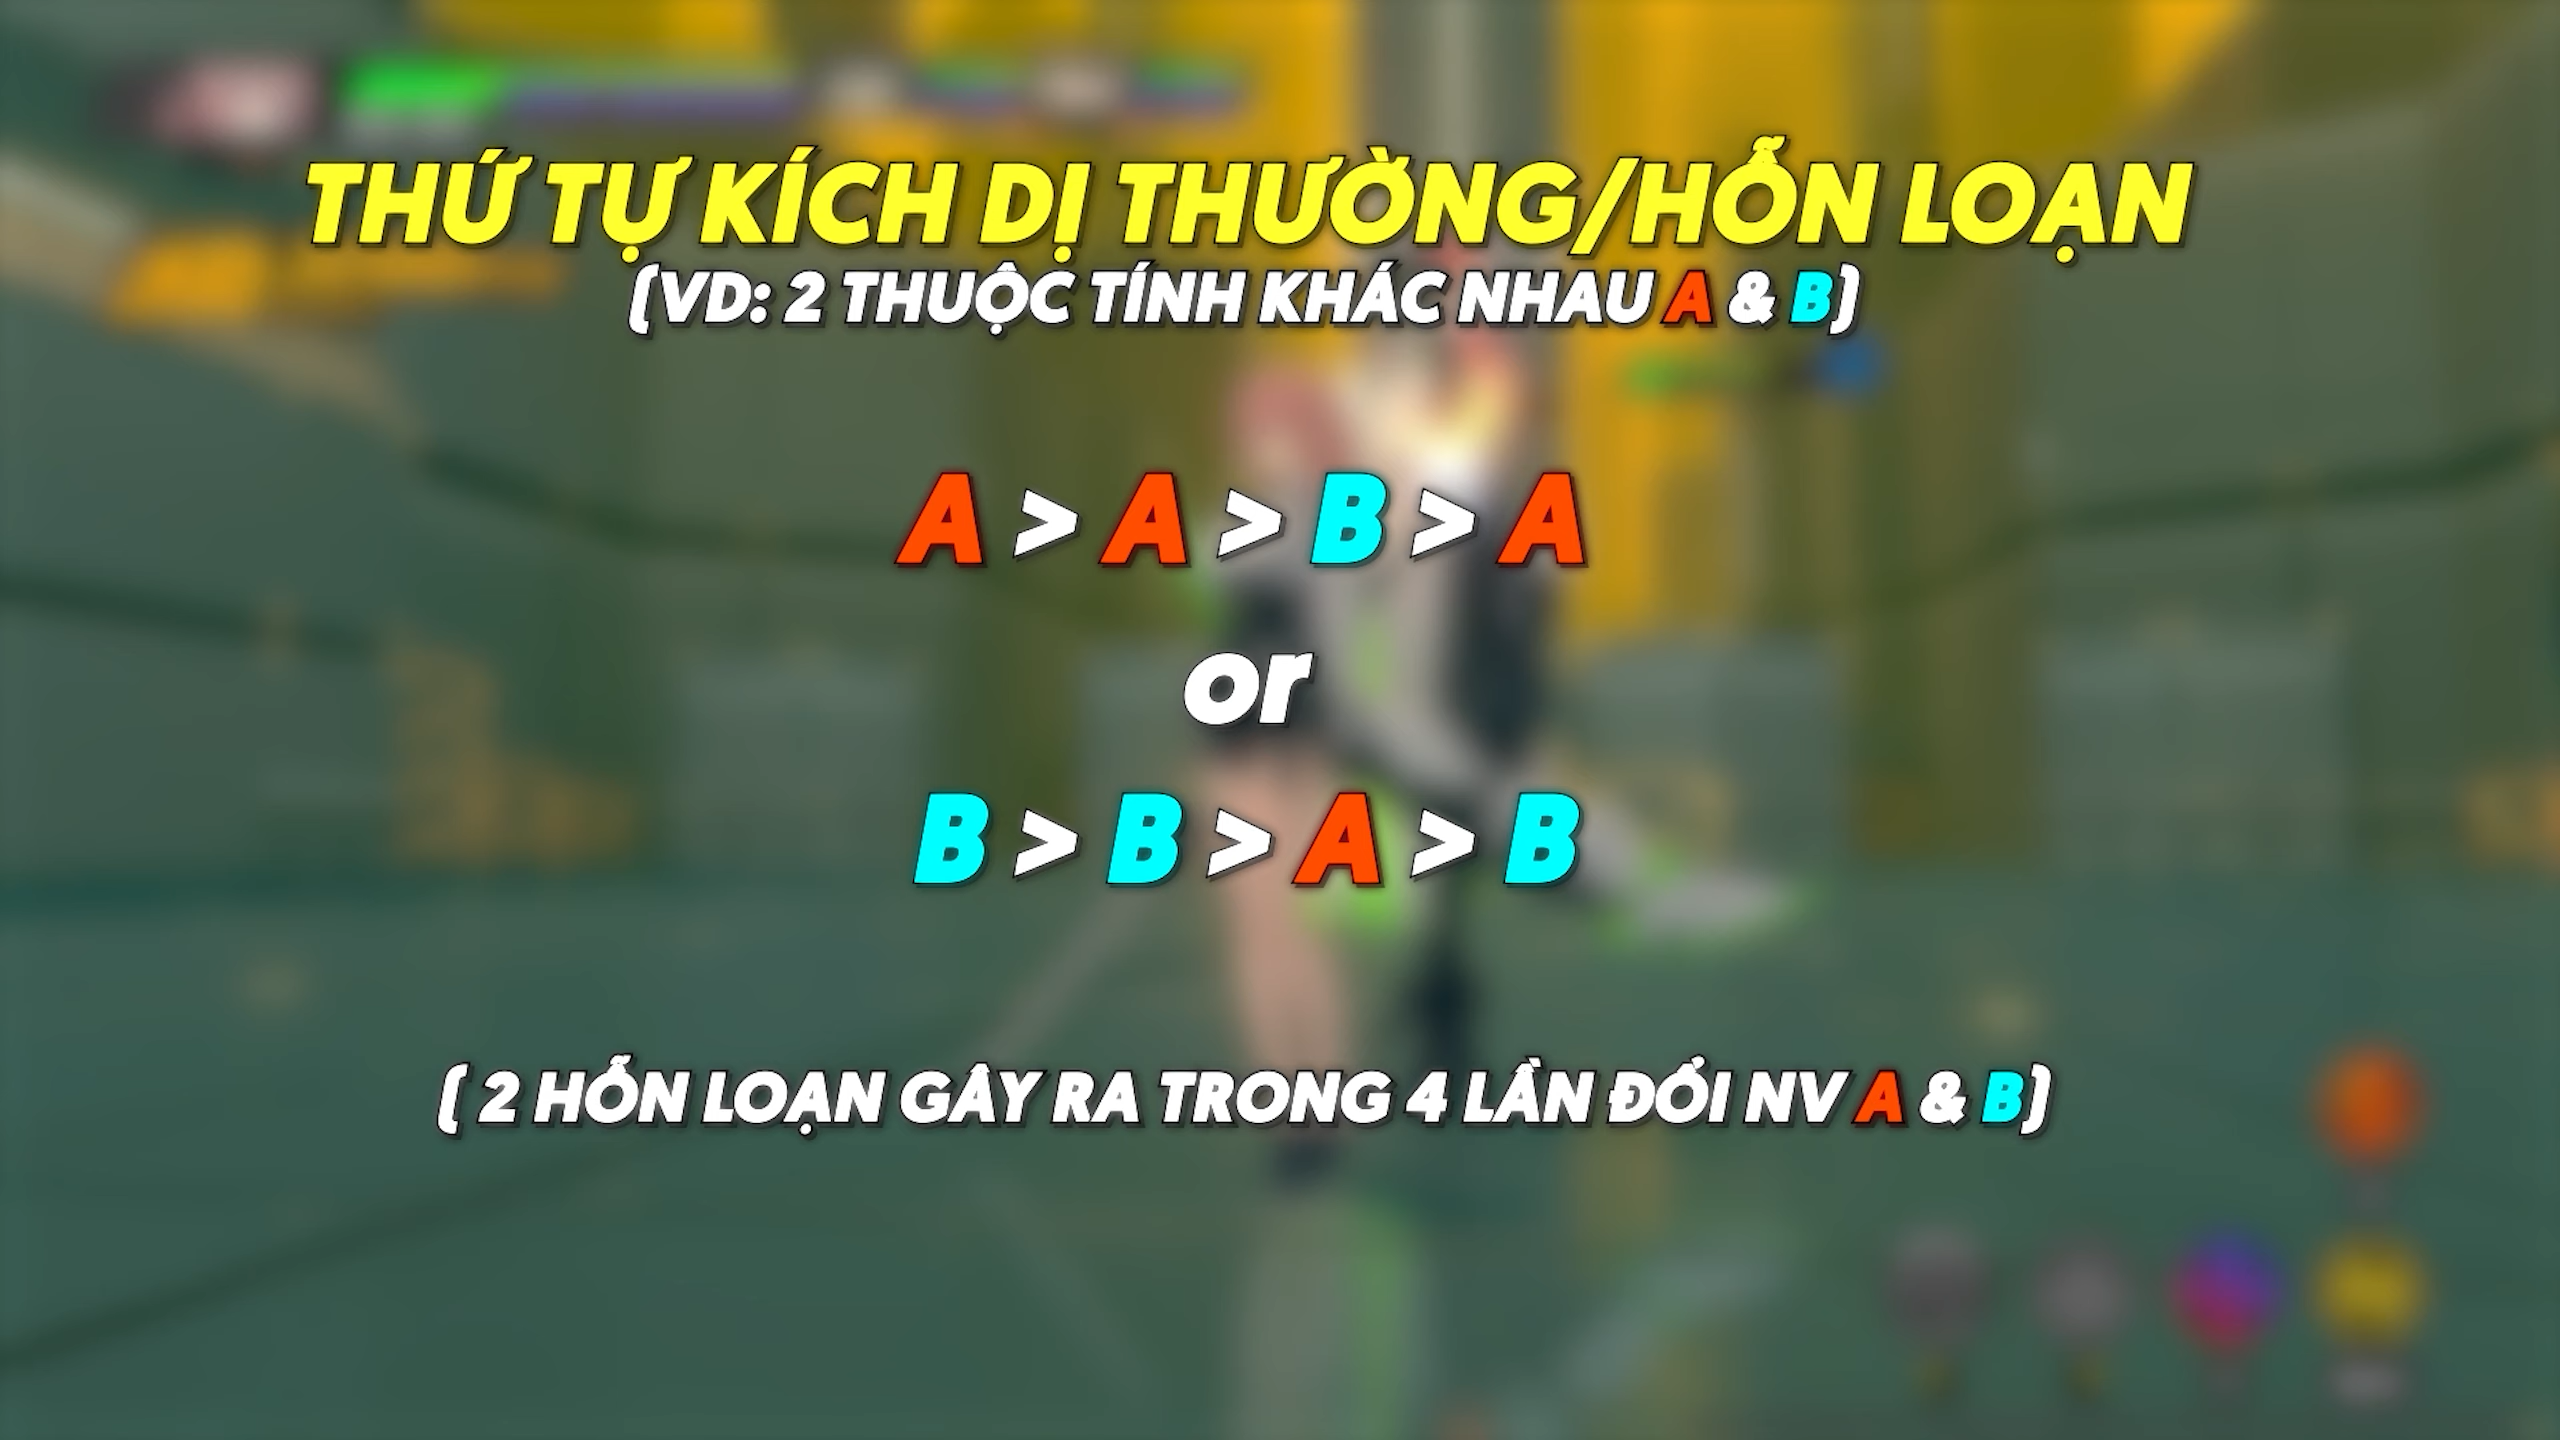 THỨ TỰ KÍCH DỊ THƯỜNG/HỖN LOẠN
(VD: 2 THUỘC TÍNH KHÁC NHAU A & B)
A > A > B > A
or
B > B > A > B
( 2 HỖN LOẠN GÂY RA TRONG 4 LẦN ĐỔI NV A & B)